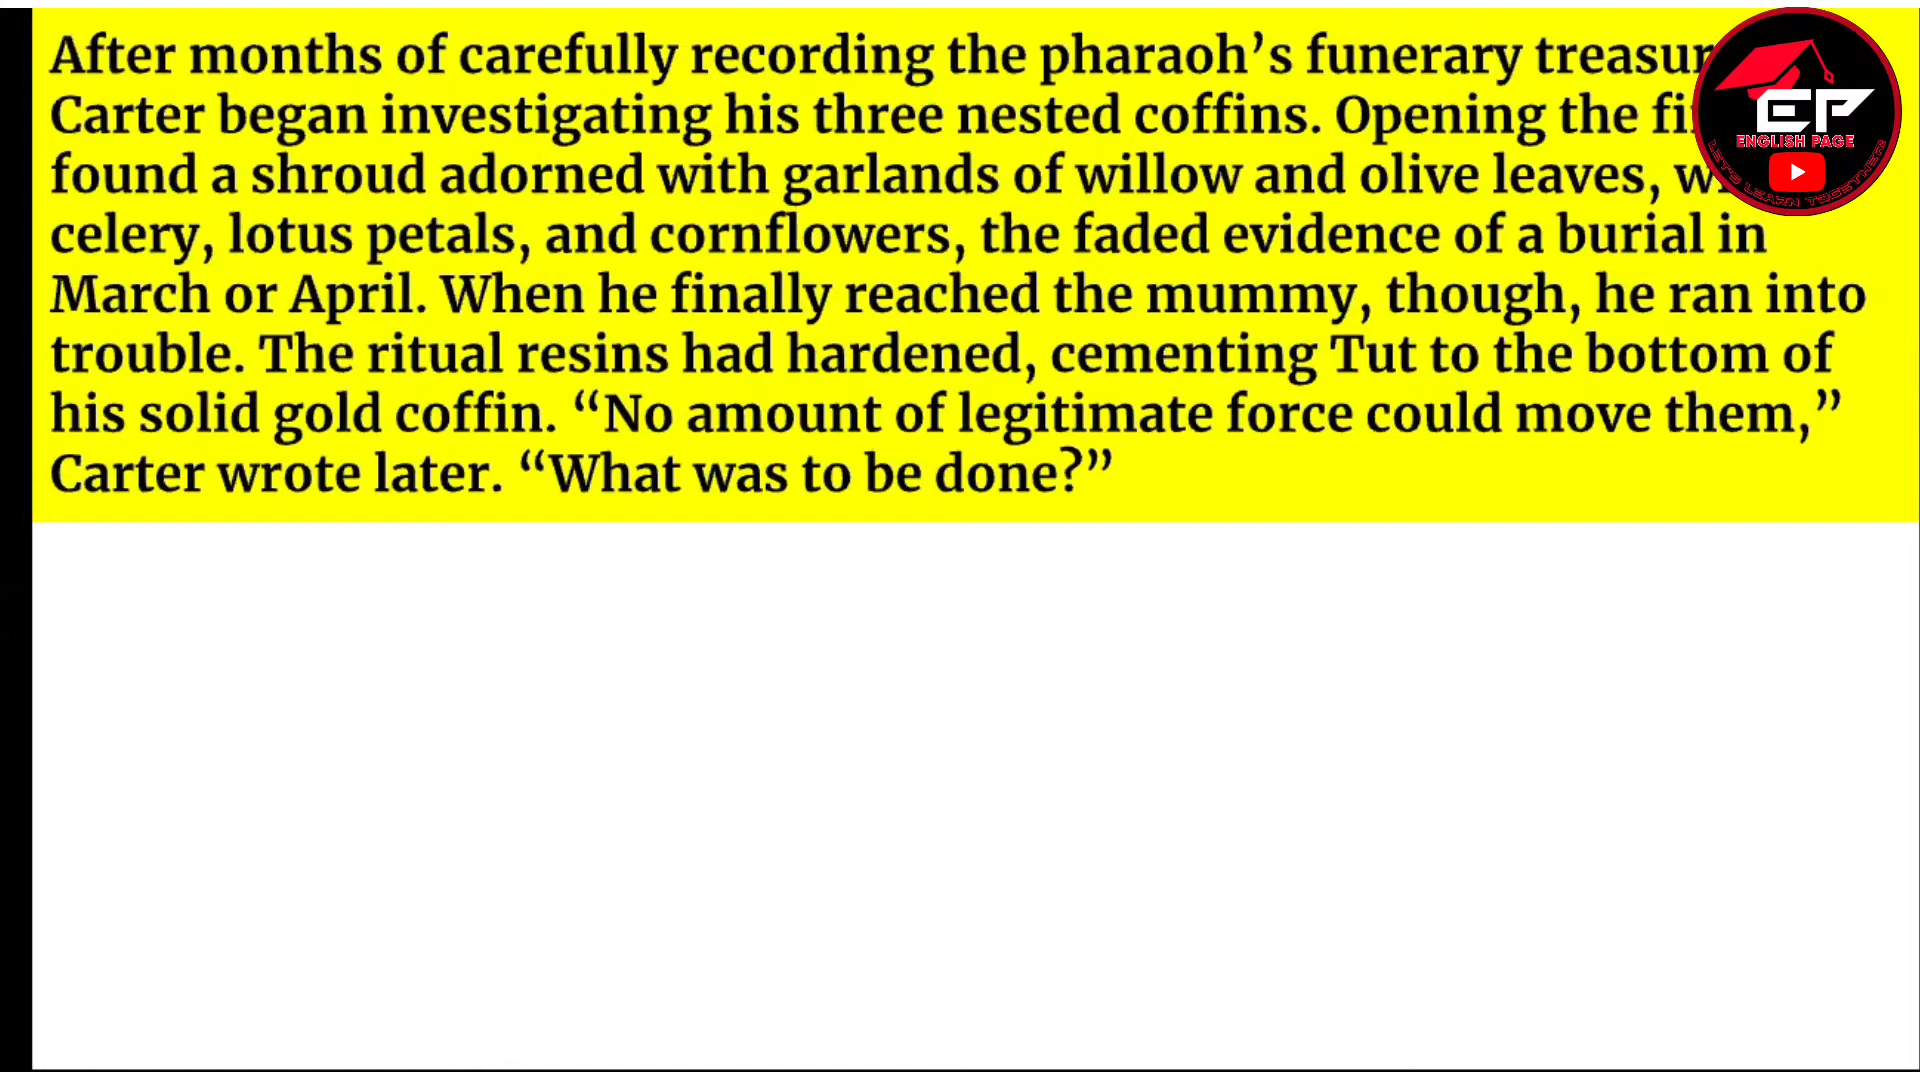 After months of carefully recording the pharaoh’s funerary
Carter began investigating his three nested coffins. Opening the
found a shroud adorned with garlands of willow and olive leaves,
celery, lotus petals, and cornflowers, the faded evidence of a burial in
March or April. When he finally reached the mummy, though, he ran into
trouble. The ritual resins had hardened, cementing Tut to the bottom of
his solid gold coffin. “No amount of legitimate force could move them,”
Carter wrote later. “What was to be done?”
EP
ENGLISH PAGE
LET'S LEARN TOGETHER!